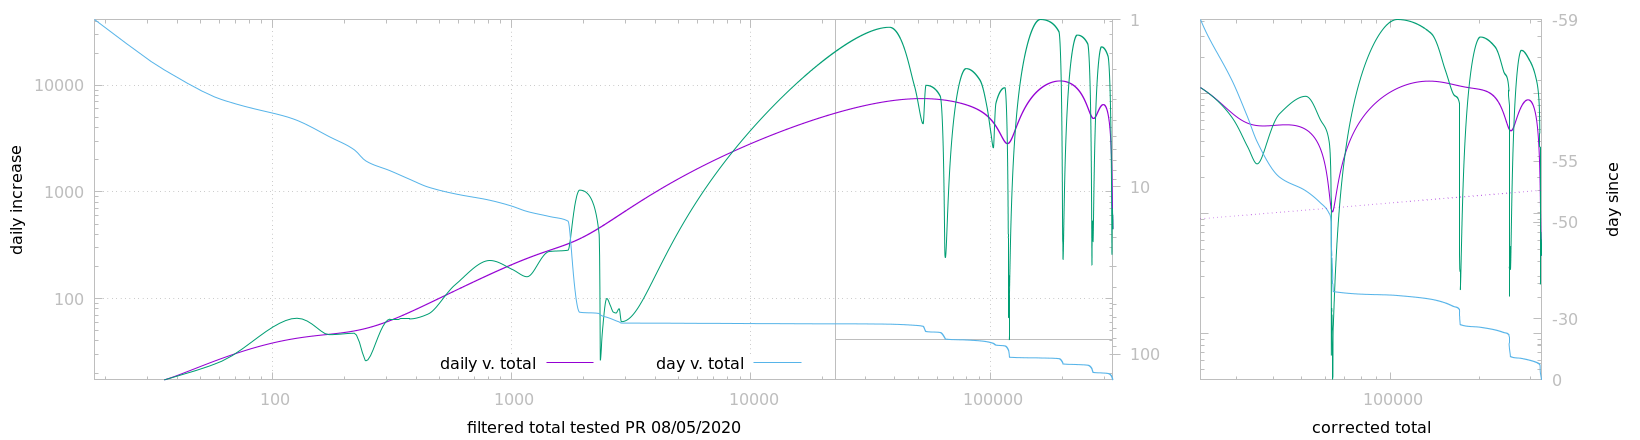 daily increase
10000
1000
100
100
1000
10000
100000
1
10
100
daily v. total
day v. total
filtered total tested PR 08/05/2020
-59
-55
-50
-30
0
day since
100000
corrected total